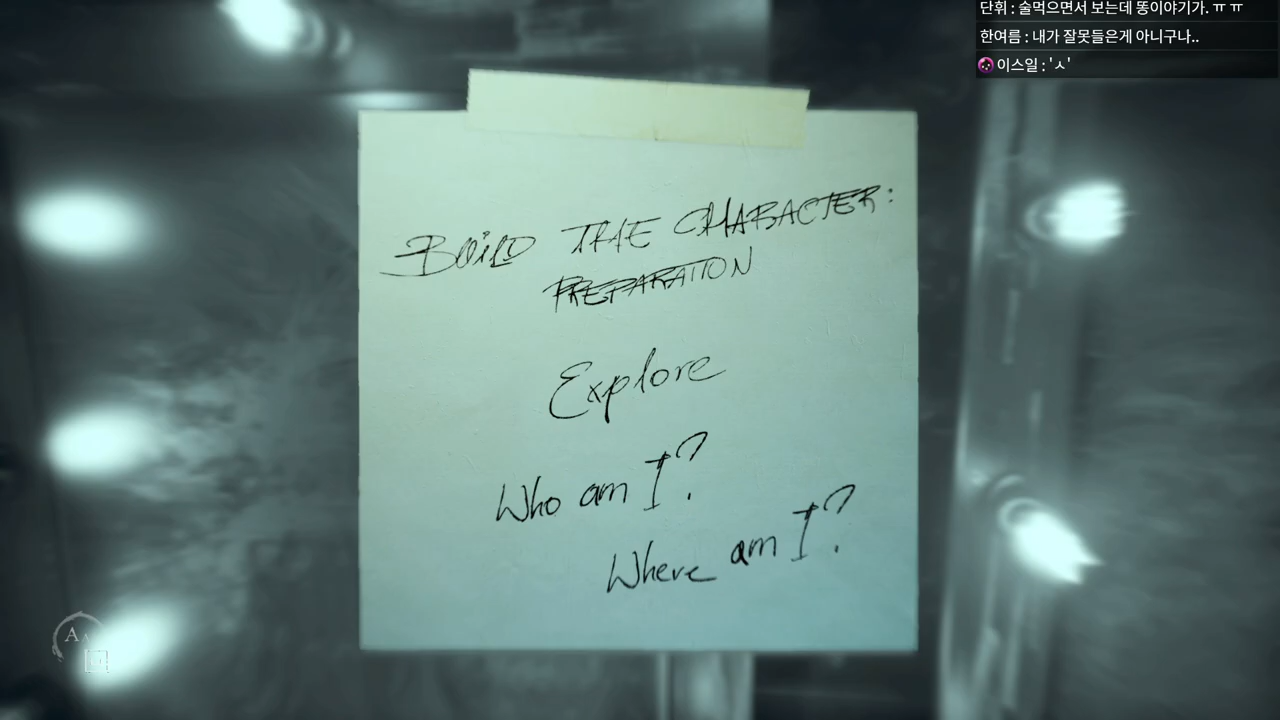 단휘 : 술먹으면서 보는데 똥이야기가. ㅠㅠ
한여름 : 내가 잘못들은게 아니구나..
이스일 : 'ㅅ'
BUILD THE CHARACTER:
PREPARATION
Explore
Who am I?
Where am I?